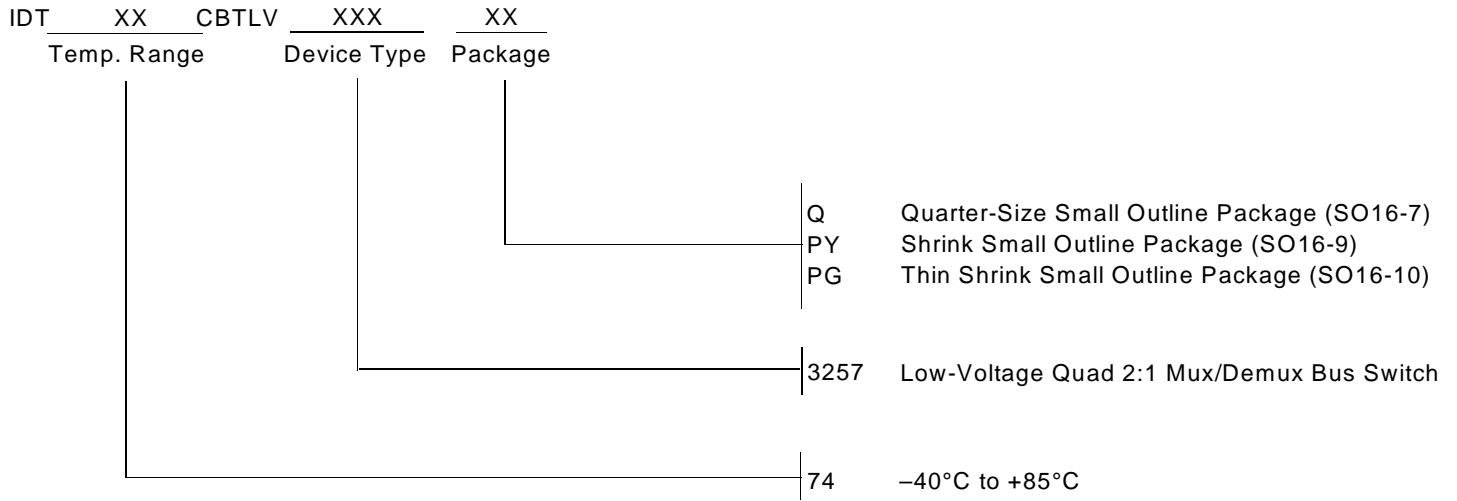 IDT XX CBTLV XXX XX
Temp. Range Device Type Package
Q Quarter-Size Small Outline Package (SO16-7)
PY Shrink Small Outline Package (SO16-9)
PG Thin Shrink Small Outline Package (SO16-10)
3257 Low-Voltage Quad 2:1 Mux/Demux Bus Switch
74 –40°C to +85°C